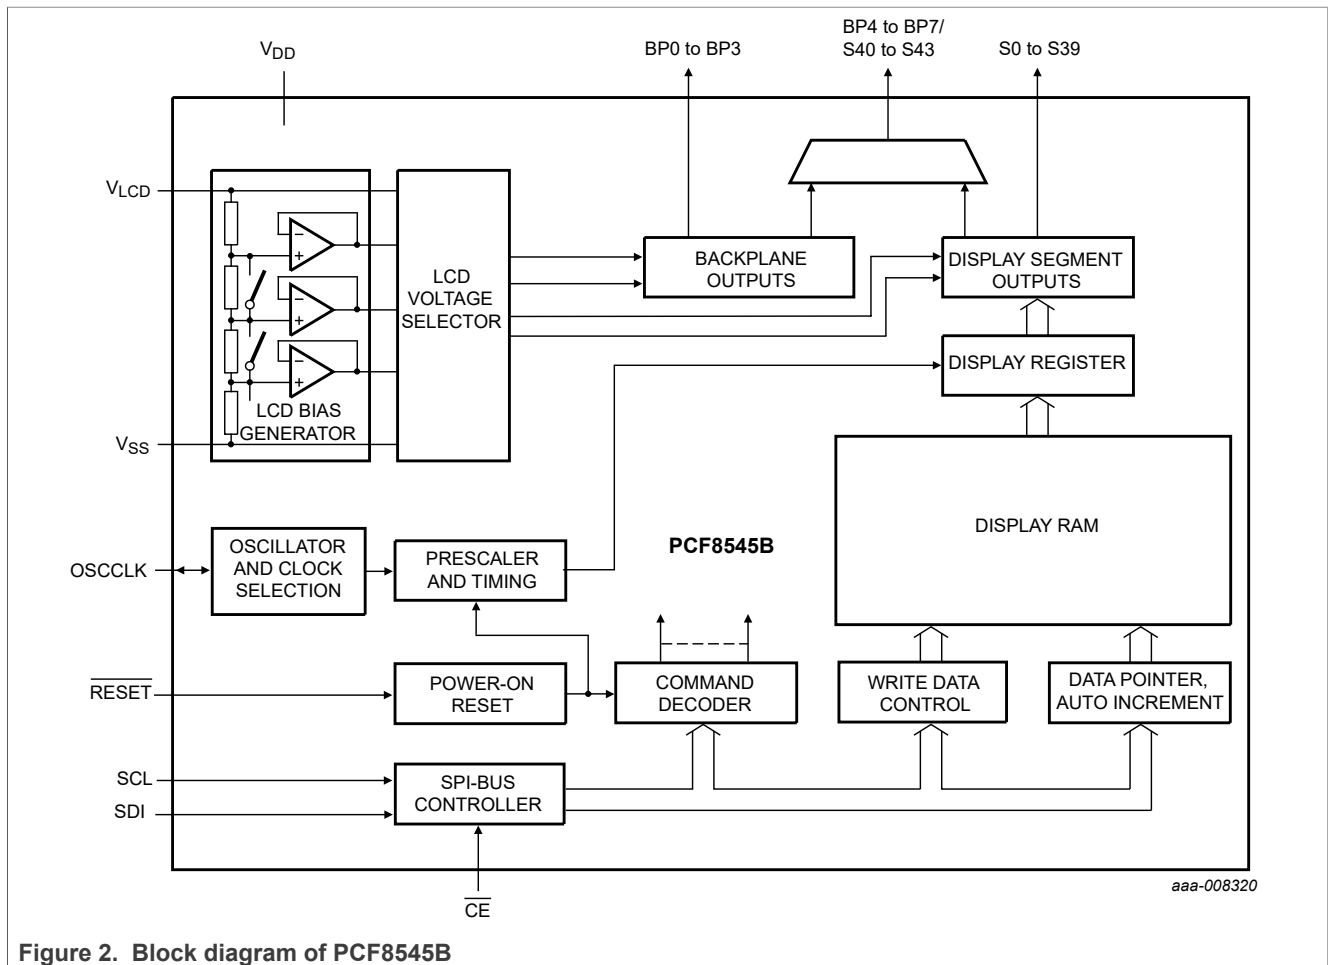 BP0 to BP3
BP4 to BP7/
S40 to S43
S0 to S39
VDD
VLCD
VSS
LCD BIAS
GENERATOR
LCD
VOLTAGE
SELECTOR
BACKPLANE
OUTPUTS
DISPLAY SEGMENT
OUTPUTS
DISPLAY REGISTER
DISPLAY RAM
OSCCLK
OSCILLATOR
AND CLOCK
SELECTION
PRESCALER
AND TIMING
PCF8545B
RESET
POWER-ON
RESET
COMMAND
DECODER
WRITE DATA
CONTROL
DATA POINTER,
AUTO INCREMENT
SCL
SDI
SPI-BUS
CONTROLLER
CE
aaa-008320
Figure 2. Block diagram of PCF8545B